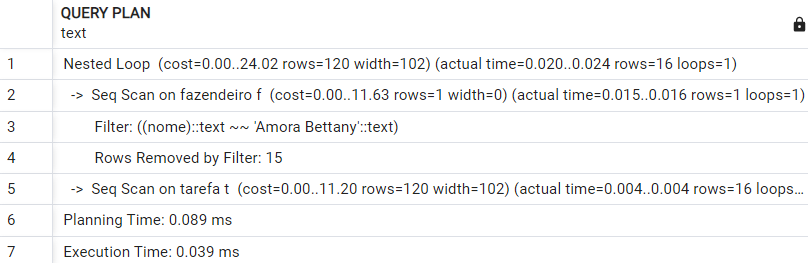 QUERY PLAN
text
1 Nested Loop (cost=0.00..24.02 rows=120 width=102) (actual time=0.020..0.024 rows=16 loops=1)
2 -> Seq Scan on fazendeiro f (cost=0.00..11.63 rows=1 width=0) (actual time=0.015..0.016 rows=1 loops=1)
3 Filter: ((nome)::text ~~ 'Amora Bettany'::text)
4 Rows Removed by Filter: 15
5 -> Seq Scan on tarefa t (cost=0.00..11.20 rows=120 width=102) (actual time=0.004..0.004 rows=16 loops...
6 Planning Time: 0.089 ms
7 Execution Time: 0.039 ms